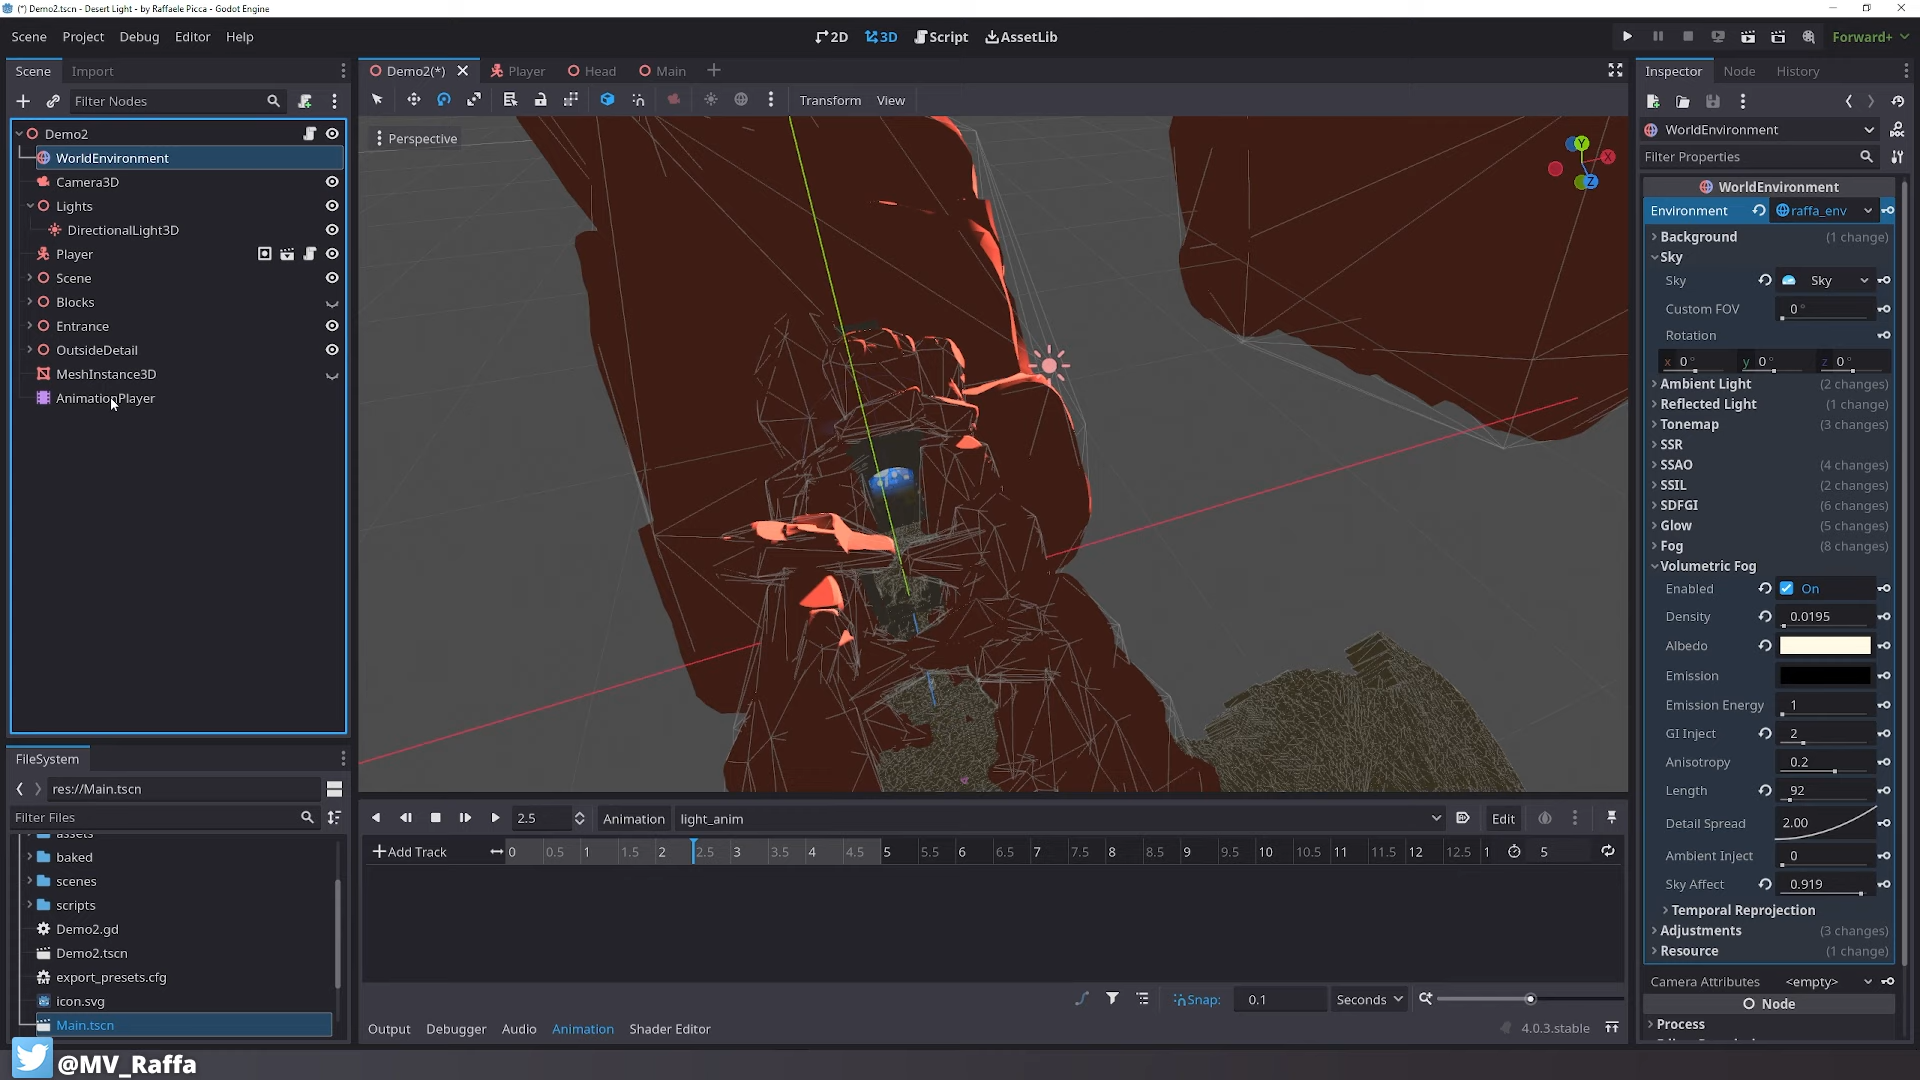 (*) Demo2.tscn - Desert Light - by Raffaele Picca - Godot Engine
Scene Project Debug Editor Help
2D 3D Script AssetLib
Forward+
Scene Import
Filter Nodes
Demo2
WorldEnvironment
Camera3D
Lights
DirectionalLight3D
Player
Scene
Blocks
Entrance
OutsideDetail
MeshInstance3D
AnimationPlayer
FileSystem
res://Main.tscn
Filter Files
assets
baked
scenes
scripts
Demo2.gd
Demo2.tscn
export_presets.cfg
icon.svg
Main.tscn
@MV_Raffa
Demo2(*) Player Head Main
Transform View
Perspective
Y
X
Z
2.5 Animation light_anim Edit
Add Track 0 0.5 1 1.5 2 2.5 3 3.5 4 4.5 5 5.5 6 6.5 7 7.5 8 8.5 9 9.5 10 10.5 11 11.5 12 12.5 1 5
Snap: 0.1 Seconds
Output Debugger Audio Animation Shader Editor 4.0.3.stable
Inspector Node History
WorldEnvironment
Filter Properties
WorldEnvironment
Environment raffa_env
Background (1 change)
Sky
Sky Sky
Custom FOV 0 °
Rotation
x 0° y 0° z 0°
Ambient Light (2 changes)
Reflected Light (1 change)
Tonemap (3 changes)
SSR
SSAO (4 changes)
SSIL (2 changes)
SDFGI (6 changes)
Glow (5 changes)
Fog (8 changes)
Volumetric Fog
Enabled On
Density 0.0195
Albedo
Emission
Emission Energy 1
GI Inject 2
Anisotropy 0.2
Length 92
Detail Spread 2.00
Ambient Inject 0
Sky Affect 0.919
Temporal Reprojection
Adjustments (3 changes)
Resource (1 change)
Camera Attributes <empty>
Node
Process